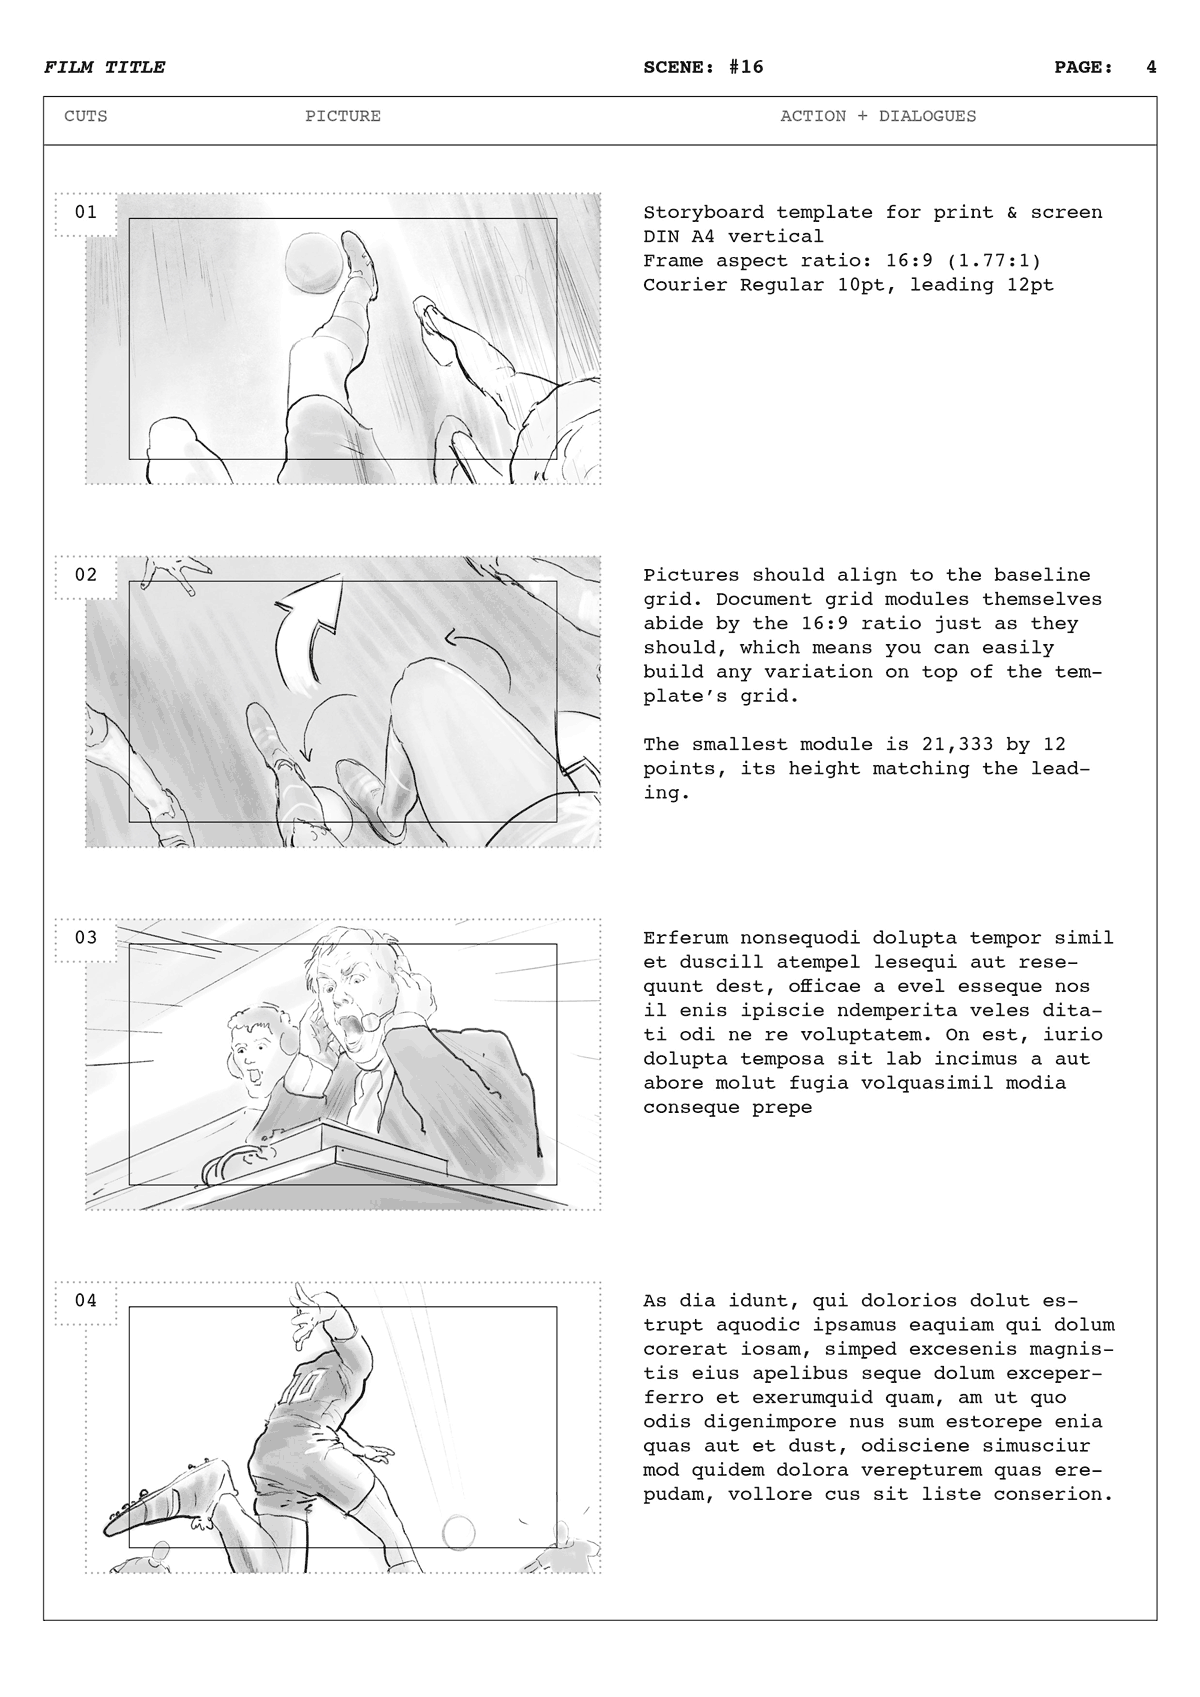 FILM TITLE SCENE: #16 PAGE: 4
CUTS PICTURE ACTION + DIALOGUES
01
Storyboard template for print & screen
DIN A4 vertical
Frame aspect ratio: 16:9 (1.77:1)
Courier Regular 10pt, leading 12pt
02
Pictures should align to the baseline
grid. Document grid modules themselves
abide by the 16:9 ratio just as they
should, which means you can easily
build any variation on top of the tem-
plate’s grid.
The smallest module is 21,333 by 12
points, its height matching the lead-
ing.
03
Erferum nonsequodi dolupta tempor simil
et duscill atempel lesequi aut rese-
quunt dest, officae a evel esseque nos
il enis ipiscie ndemperita veles dita-
ti odi ne re voluptatem. On est, iurio
dolupta temposa sit lab incimus a aut
abore molut fugia volquasimil modia
conseque prepe
04
10
As dia idunt, qui dolorios dolut es-
trupt aquodic ipsamus eaquiam qui dolum
corerat iosam, simped excesenis magnis-
tis eius apelibus seque dolum exceper-
ferro et exerumquid quam, am ut quo
odis digenimpore nus sum estorepe enia
quas aut et dust, odisciene simusciur
mod quidem dolora verepturem quas ere-
pudam, vollore cus sit liste conserion.